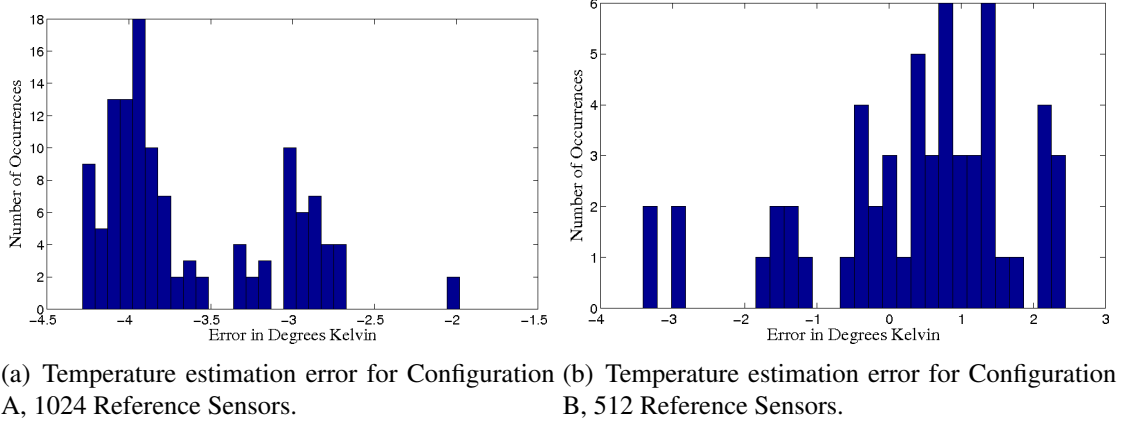 18
16
14
12
10
8
6
4
2
0
Number of Occurrences
-4.5 -4 -3.5 -3 -2.5 -2 -1.5
Error in Degrees Kelvin
6
5
4
3
2
1
0
Number of Occurrences
-4 -3 -2 -1 0 1 2 3
Error in Degrees Kelvin
(a) Temperature estimation error for Configuration
A, 1024 Reference Sensors.
(b) Temperature estimation error for Configuration
B, 512 Reference Sensors.